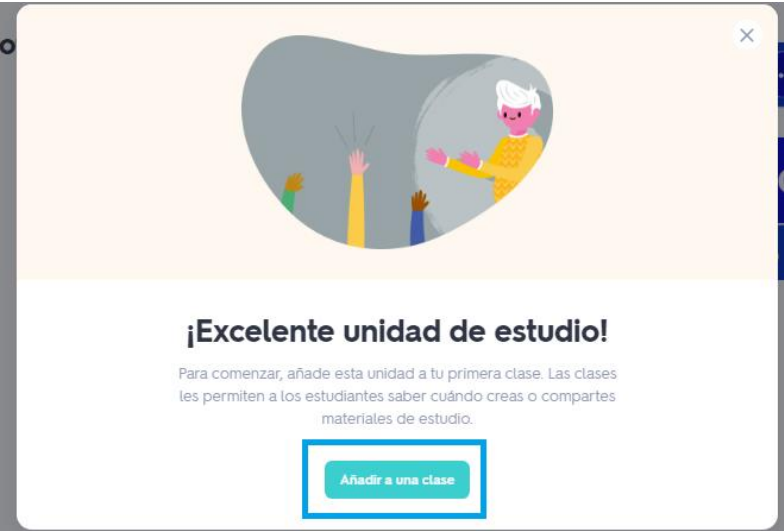 o
¡Excelente unidad de estudio!
Para comenzar, añade esta unidad a tu primera clase. Las clases
les permiten a los estudiantes saber cuándo creas o compartes
materiales de estudio.
Añadir a una clase